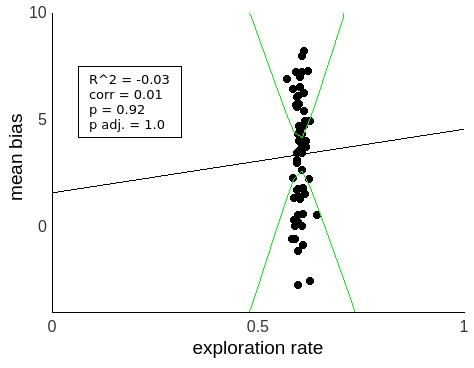 10
R^2 = -0.03
corr = 0.01
p = 0.92
p adj. = 1.0
5
mean bias
0
0
0.5
1
exploration rate